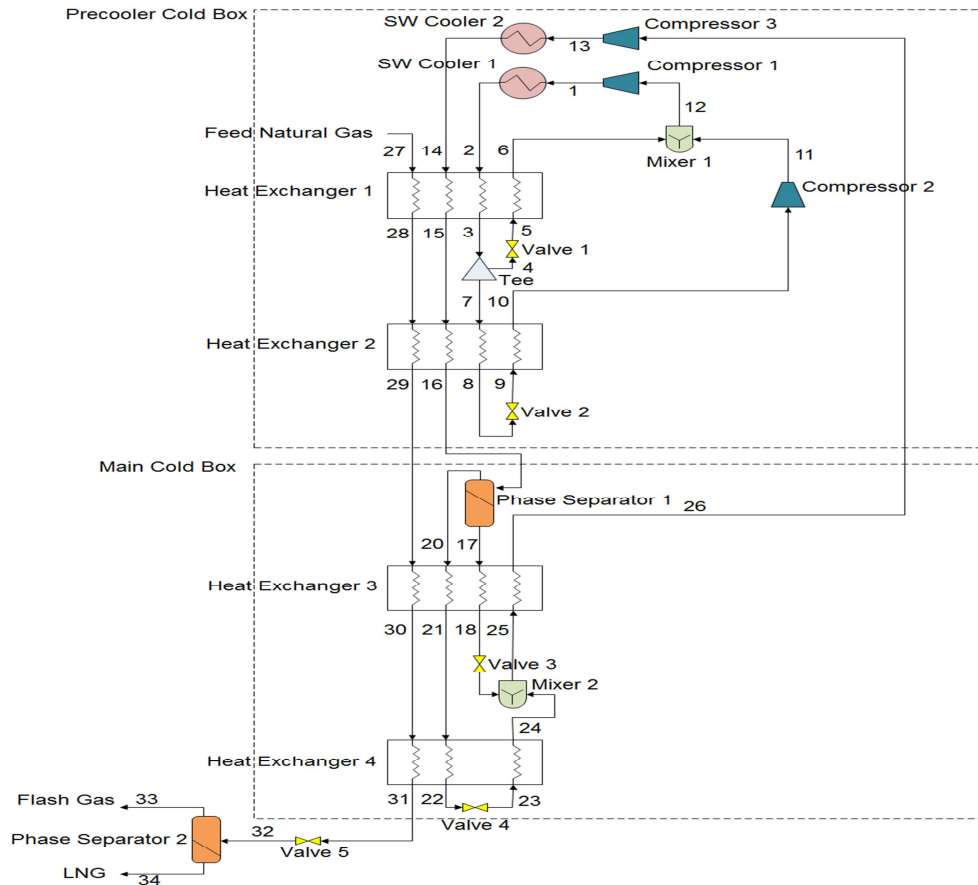 Precooler Cold Box
SW Cooler 2
Compressor 3
13
SW Cooler 1
Compressor 1
1
12
Feed Natural Gas
27
14
2
6
Mixer 1
11
Heat Exchanger 1
Compressor 2
28
15
3
5
Valve 1
4
Tee
7
10
Heat Exchanger 2
29
16
8
9
Valve 2
Main Cold Box
Phase Separator 1
26
20
17
Heat Exchanger 3
30
21
18
25
Valve 3
Mixer 2
24
Heat Exchanger 4
31
22
23
Valve 4
Flash Gas
33
Phase Separator 2
32
Valve 5
LNG
34